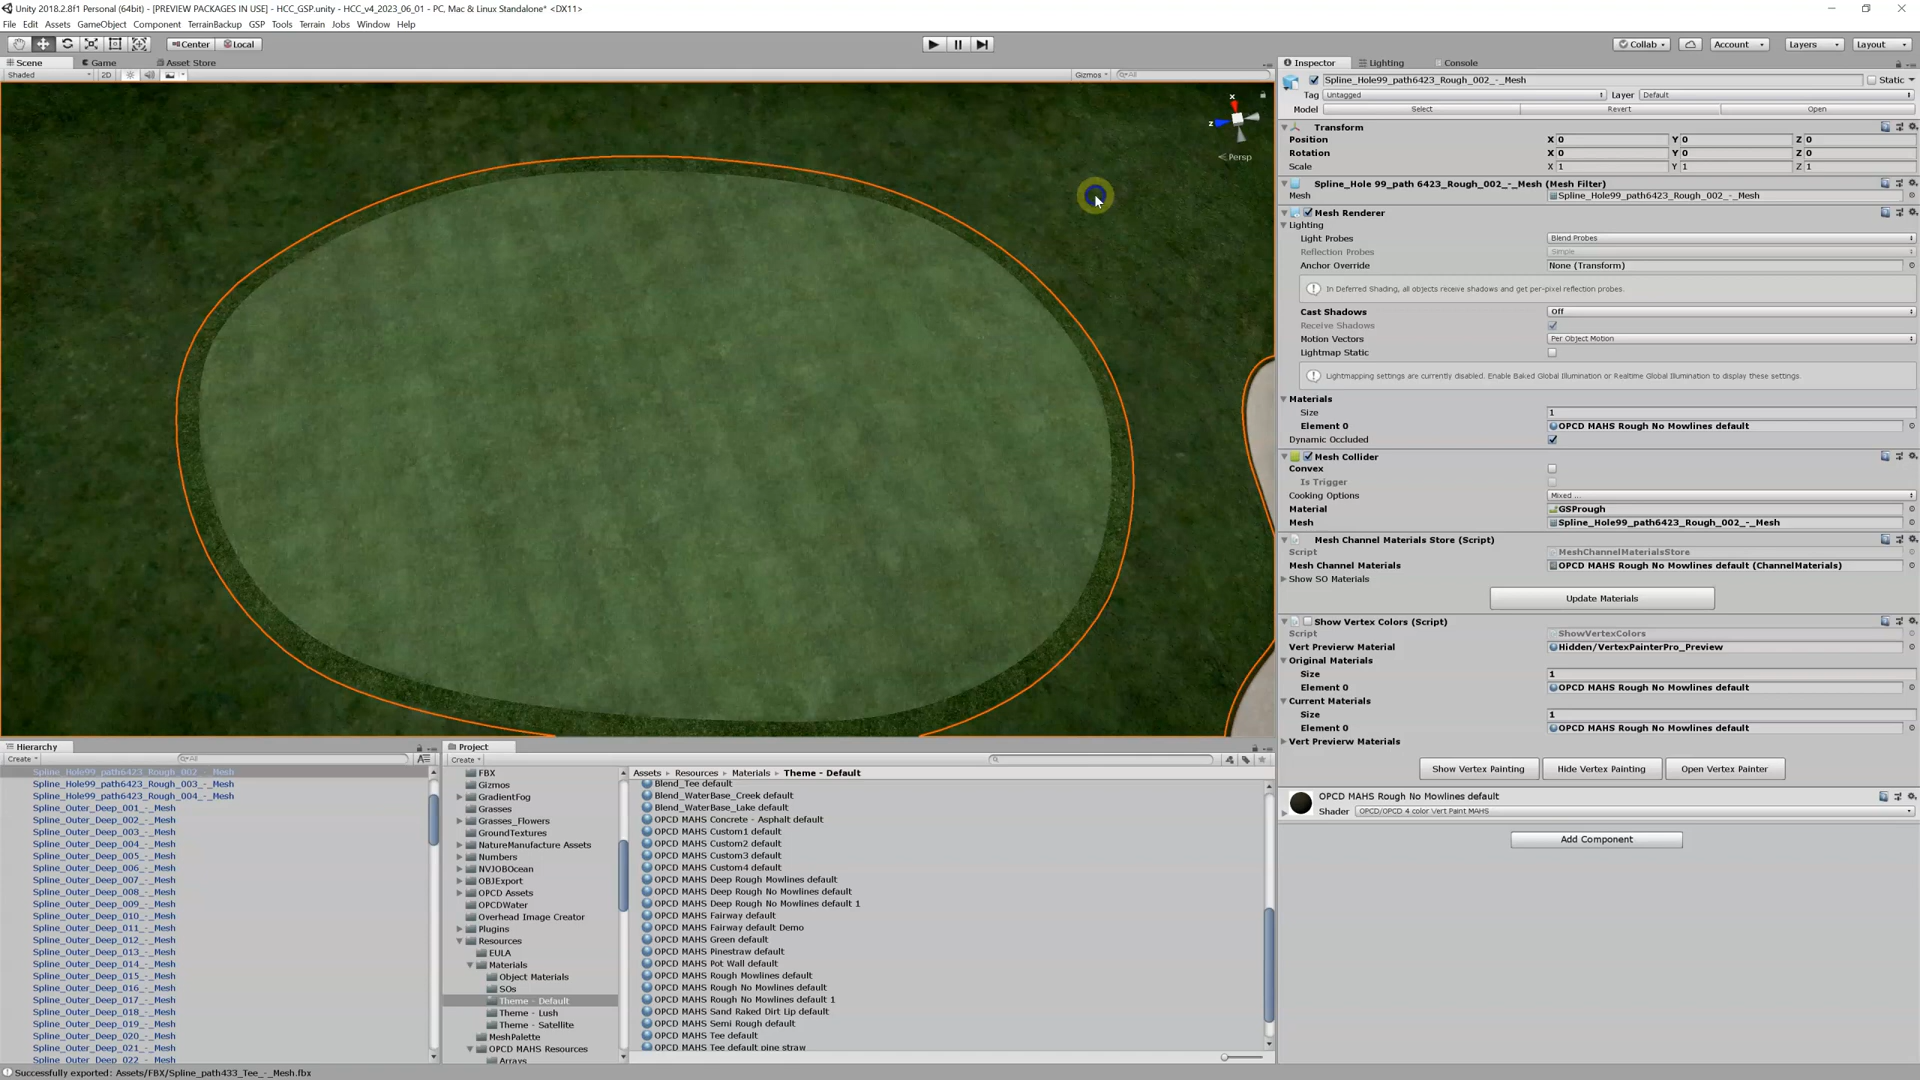 Unity 2018.2.8f1 Personal (64bit) - [PREVIEW PACKAGES IN USE] - HCC_GSP.unity - HCC_v4_2023_06_01 - PC, Mac & Linux Standalone* <DX11>
File Edit Assets GameObject Component TerrainBackup GSP Tools Terrain Jobs Window Help
Center Local Collab Account Layers Layout
Scene Game Asset Store
Shaded 2D Gizmos All
x
z
Persp
Inspector Lighting Console
Spline_Hole99_path6423_Rough_002_-_Mesh Static
Tag Untagged Layer Default
Model Select Revert Open
Transform
Position X 0 Y 0 Z 0
Rotation X 0 Y 0 Z 0
Scale X 1 Y 1 Z 1
Spline_Hole 99_path 6423_Rough_002_-_Mesh (Mesh Filter)
Mesh Spline_Hole99_path6423_Rough_002_-_Mesh
Mesh Renderer
Lighting
Light Probes Blend Probes
Reflection Probes Simple
Anchor Override None (Transform)
In Deferred Shading, all objects receive shadows and get per-pixel reflection probes.
Cast Shadows Off
Receive Shadows
Motion Vectors Per Object Motion
Lightmap Static
Lightmapping settings are currently disabled. Enable Baked Global Illumination or Realtime Global Illumination to display these settings.
Materials
Size 1
Element 0 OPCD MAHS Rough No Mowlines default
Dynamic Occluded
Mesh Collider
Convex
Is Trigger
Cooking Options Mixed ...
Material GSPrough
Mesh Spline_Hole99_path6423_Rough_002_-_Mesh
Mesh Channel Materials Store (Script)
Script MeshChannelMaterialsStore
Mesh Channel Materials OPCD MAHS Rough No Mowlines default (ChannelMaterials)
Show SO Materials
Update Materials
Show Vertex Colors (Script)
Script ShowVertexColors
Vert Previerw Material Hidden/VertexPainterPro_Preview
Original Materials
Size 1
Element 0 OPCD MAHS Rough No Mowlines default
Current Materials
Size 1
Element 0 OPCD MAHS Rough No Mowlines default
Vert Previerw Materials
Show Vertex Painting Hide Vertex Painting Open Vertex Painter
OPCD MAHS Rough No Mowlines default
Shader OPCD/OPCD 4 color Vert Paint MAHS
Add Component
Hierarchy
Create All
Spline_Hole99_path6423_Rough_002_-_Mesh
Spline_Hole99_path6423_Rough_003_-_Mesh
Spline_Hole99_path6423_Rough_004_-_Mesh
Spline_Outer_Deep_001_-_Mesh
Spline_Outer_Deep_002_-_Mesh
Spline_Outer_Deep_003_-_Mesh
Spline_Outer_Deep_004_-_Mesh
Spline_Outer_Deep_005_-_Mesh
Spline_Outer_Deep_006_-_Mesh
Spline_Outer_Deep_007_-_Mesh
Spline_Outer_Deep_008_-_Mesh
Spline_Outer_Deep_009_-_Mesh
Spline_Outer_Deep_010_-_Mesh
Spline_Outer_Deep_011_-_Mesh
Spline_Outer_Deep_012_-_Mesh
Spline_Outer_Deep_013_-_Mesh
Spline_Outer_Deep_014_-_Mesh
Spline_Outer_Deep_015_-_Mesh
Spline_Outer_Deep_016_-_Mesh
Spline_Outer_Deep_017_-_Mesh
Spline_Outer_Deep_018_-_Mesh
Spline_Outer_Deep_019_-_Mesh
Spline_Outer_Deep_020_-_Mesh
Spline_Outer_Deep_021_-_Mesh
Spline_Outer_Deep_022_-_Mesh
Project
Create
FBX
Gizmos
GradientFog
Grasses
Grasses_Flowers
GroundTextures
NatureManufacture Assets
Numbers
NVJOBOcean
OBJExport
OPCD Assets
OPCDWater
Overhead Image Creator
Plugins
Resources
EULA
Materials
Object Materials
SOs
Theme - Default
Theme - Lush
Theme - Satellite
MeshPalette
OPCD MAHS Resources
Arrays
Assets Resources Materials Theme - Default
Blend_Tee default
Blend_WaterBase_Creek default
Blend_WaterBase_Lake default
OPCD MAHS Concrete - Asphalt default
OPCD MAHS Custom1 default
OPCD MAHS Custom2 default
OPCD MAHS Custom3 default
OPCD MAHS Custom4 default
OPCD MAHS Deep Rough Mowlines default
OPCD MAHS Deep Rough No Mowlines default
OPCD MAHS Deep Rough No Mowlines default 1
OPCD MAHS Fairway default
OPCD MAHS Fairway default Demo
OPCD MAHS Green default
OPCD MAHS Pinestraw default
OPCD MAHS Pot Wall default
OPCD MAHS Rough Mowlines default
OPCD MAHS Rough No Mowlines default
OPCD MAHS Rough No Mowlines default 1
OPCD MAHS Sand Raked Dirt Lip default
OPCD MAHS Semi Rough default
OPCD MAHS Tee default
OPCD MAHS Tee default pine straw
Successfully exported: Assets/FBX/Spline_path433_Tee_-_Mesh.fbx